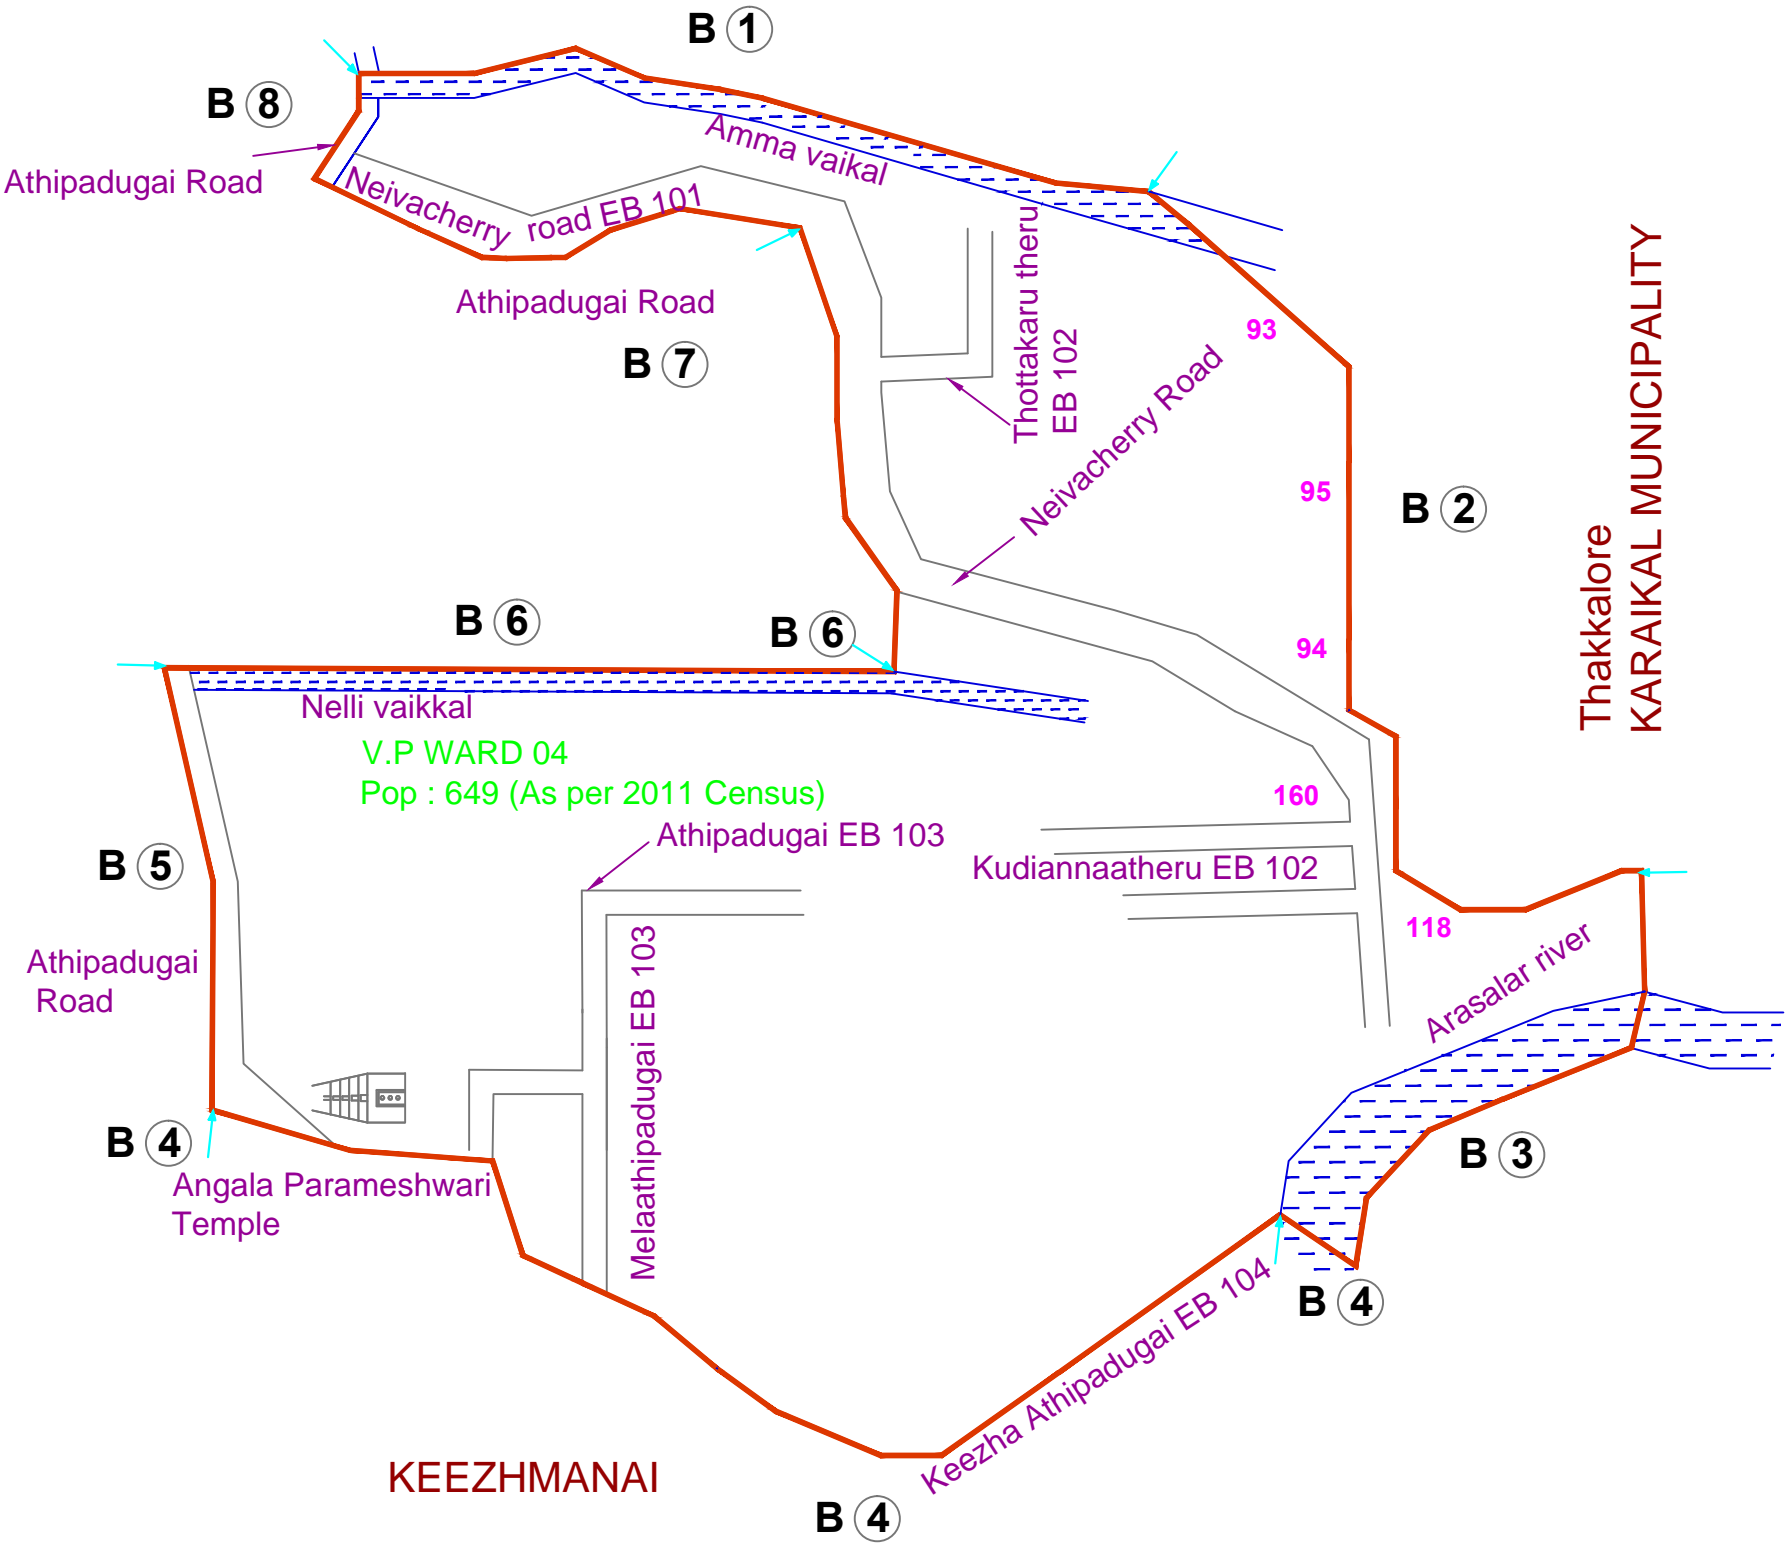 B 1
B 8
Athipadugai Road
Amma vaikal
Neivacherry road EB 101
Athipadugai Road
B 7
Thottakaru theru
EB 102
93
Neivacherry Road
95
B 2
Thakkalore
KARAIKAL MUNICIPALITY
B 6
B 6
94
Nelli vaikkal
V.P WARD 04
Pop : 649 (As per 2011 Census)
160
Athipadugai EB 103
B 5
Kudiannaatheru EB 102
118
Athipadugai
Road
Melaathipadugai EB 103
Arasalar river
B 4
B 3
Angala Parameshwari
Temple
Keezha Athipadugai EB 104
B 4
KEEZHMANAI
B 4